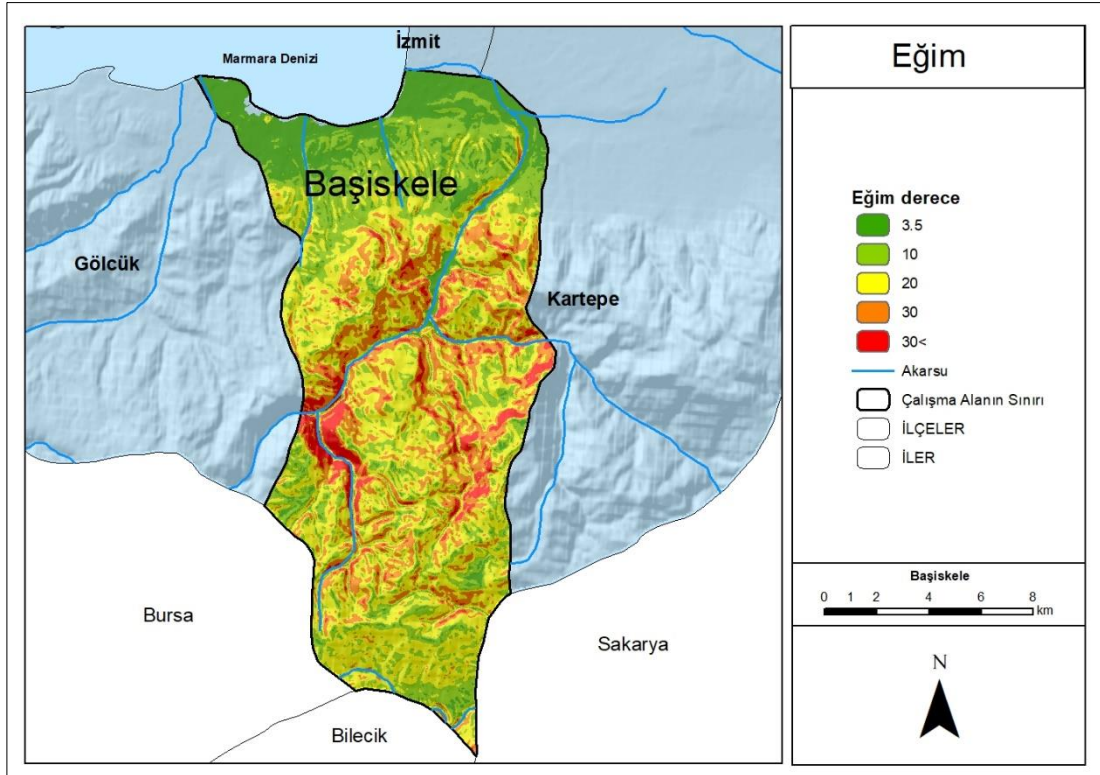 Marmara Denizi
İzmit
Başiskele
Gölcük
Kartepe
Bursa
Sakarya
Bilecik
Eğim
Eğim derece
3.5
10
20
30
30<
Akarsu
Çalışma Alanın Sınırı
İLÇELER
İLER
Başiskele
0 1 2 4 6 8
km
N